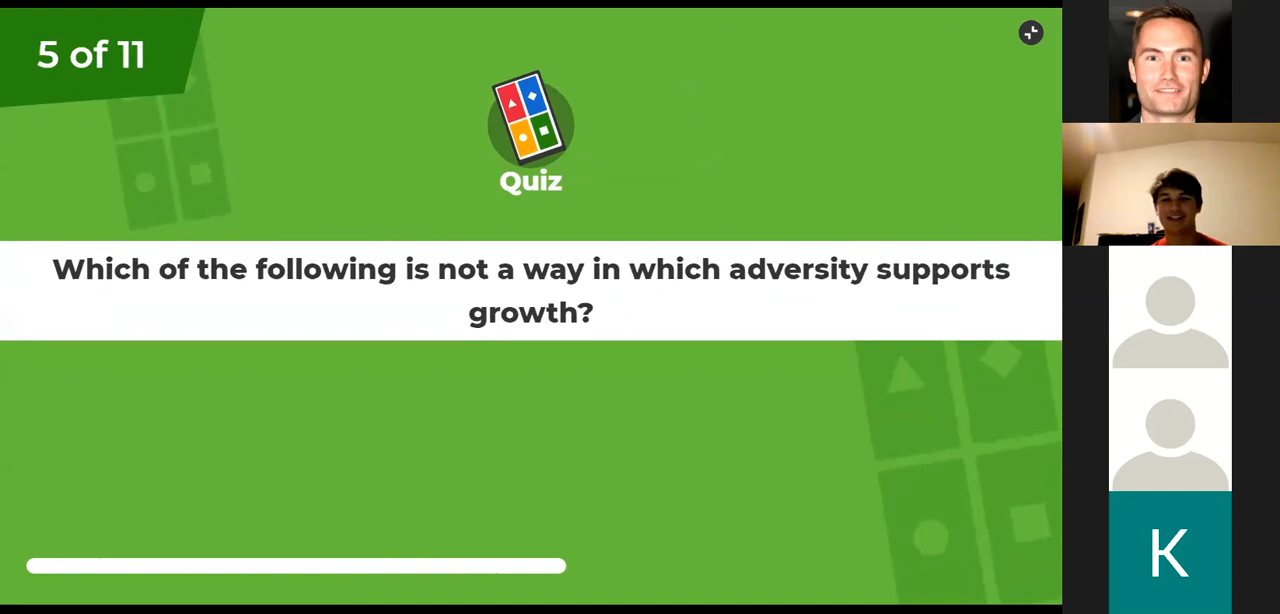 5 of 11
Quiz
Which of the following is not a way in which adversity supports
growth?
K